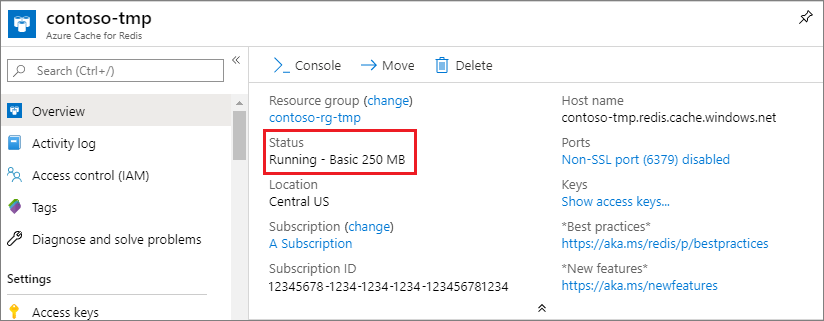 contoso-tmp
Azure Cache for Redis
Search (Ctrl+/)
Overview
Activity log
Access control (IAM)
Tags
Diagnose and solve problems
Settings
Access keys
Console
Move
Delete
Resource group (change)
contoso-rg-tmp
Status
Running - Basic 250 MB
Location
Central US
Subscription (change)
A Subscription
Subscription ID
12345678-1234-1234-1234-123456781234
Host name
contoso-tmp.redis.cache.windows.net
Ports
Non-SSL port (6379) disabled
Keys
Show access keys...
*Best practices*
https://aka.ms/redis/p/bestpractices
*New features*
https://aka.ms/newfeatures